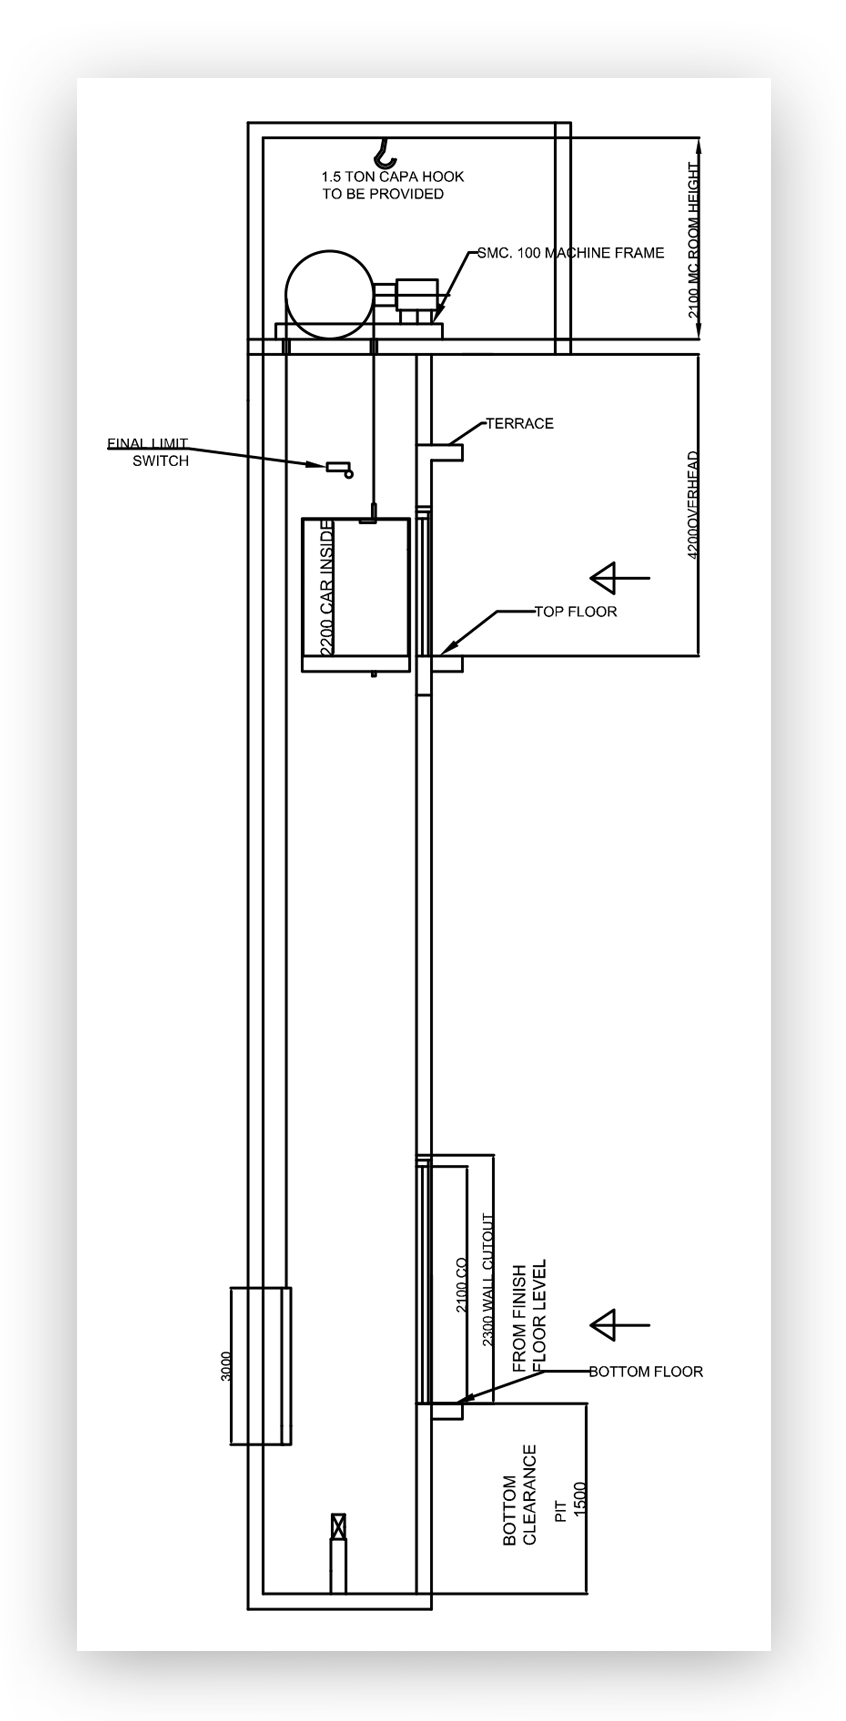 1.5 TON CAPA HOOK
TO BE PROVIDED
2100 MC ROOM HEIGHT
SMC. 100 MACHINE FRAME
TERRACE
FINAL LIMIT
SWITCH
4200OVERHEAD
2200 CAR INSIDE
TOP FLOOR
2100 CO
2300 WALL CUTOUT
FROM FINISH
FLOOR LEVEL
3000
BOTTOM FLOOR
BOTTOM
CLEARANCE
PIT
1500